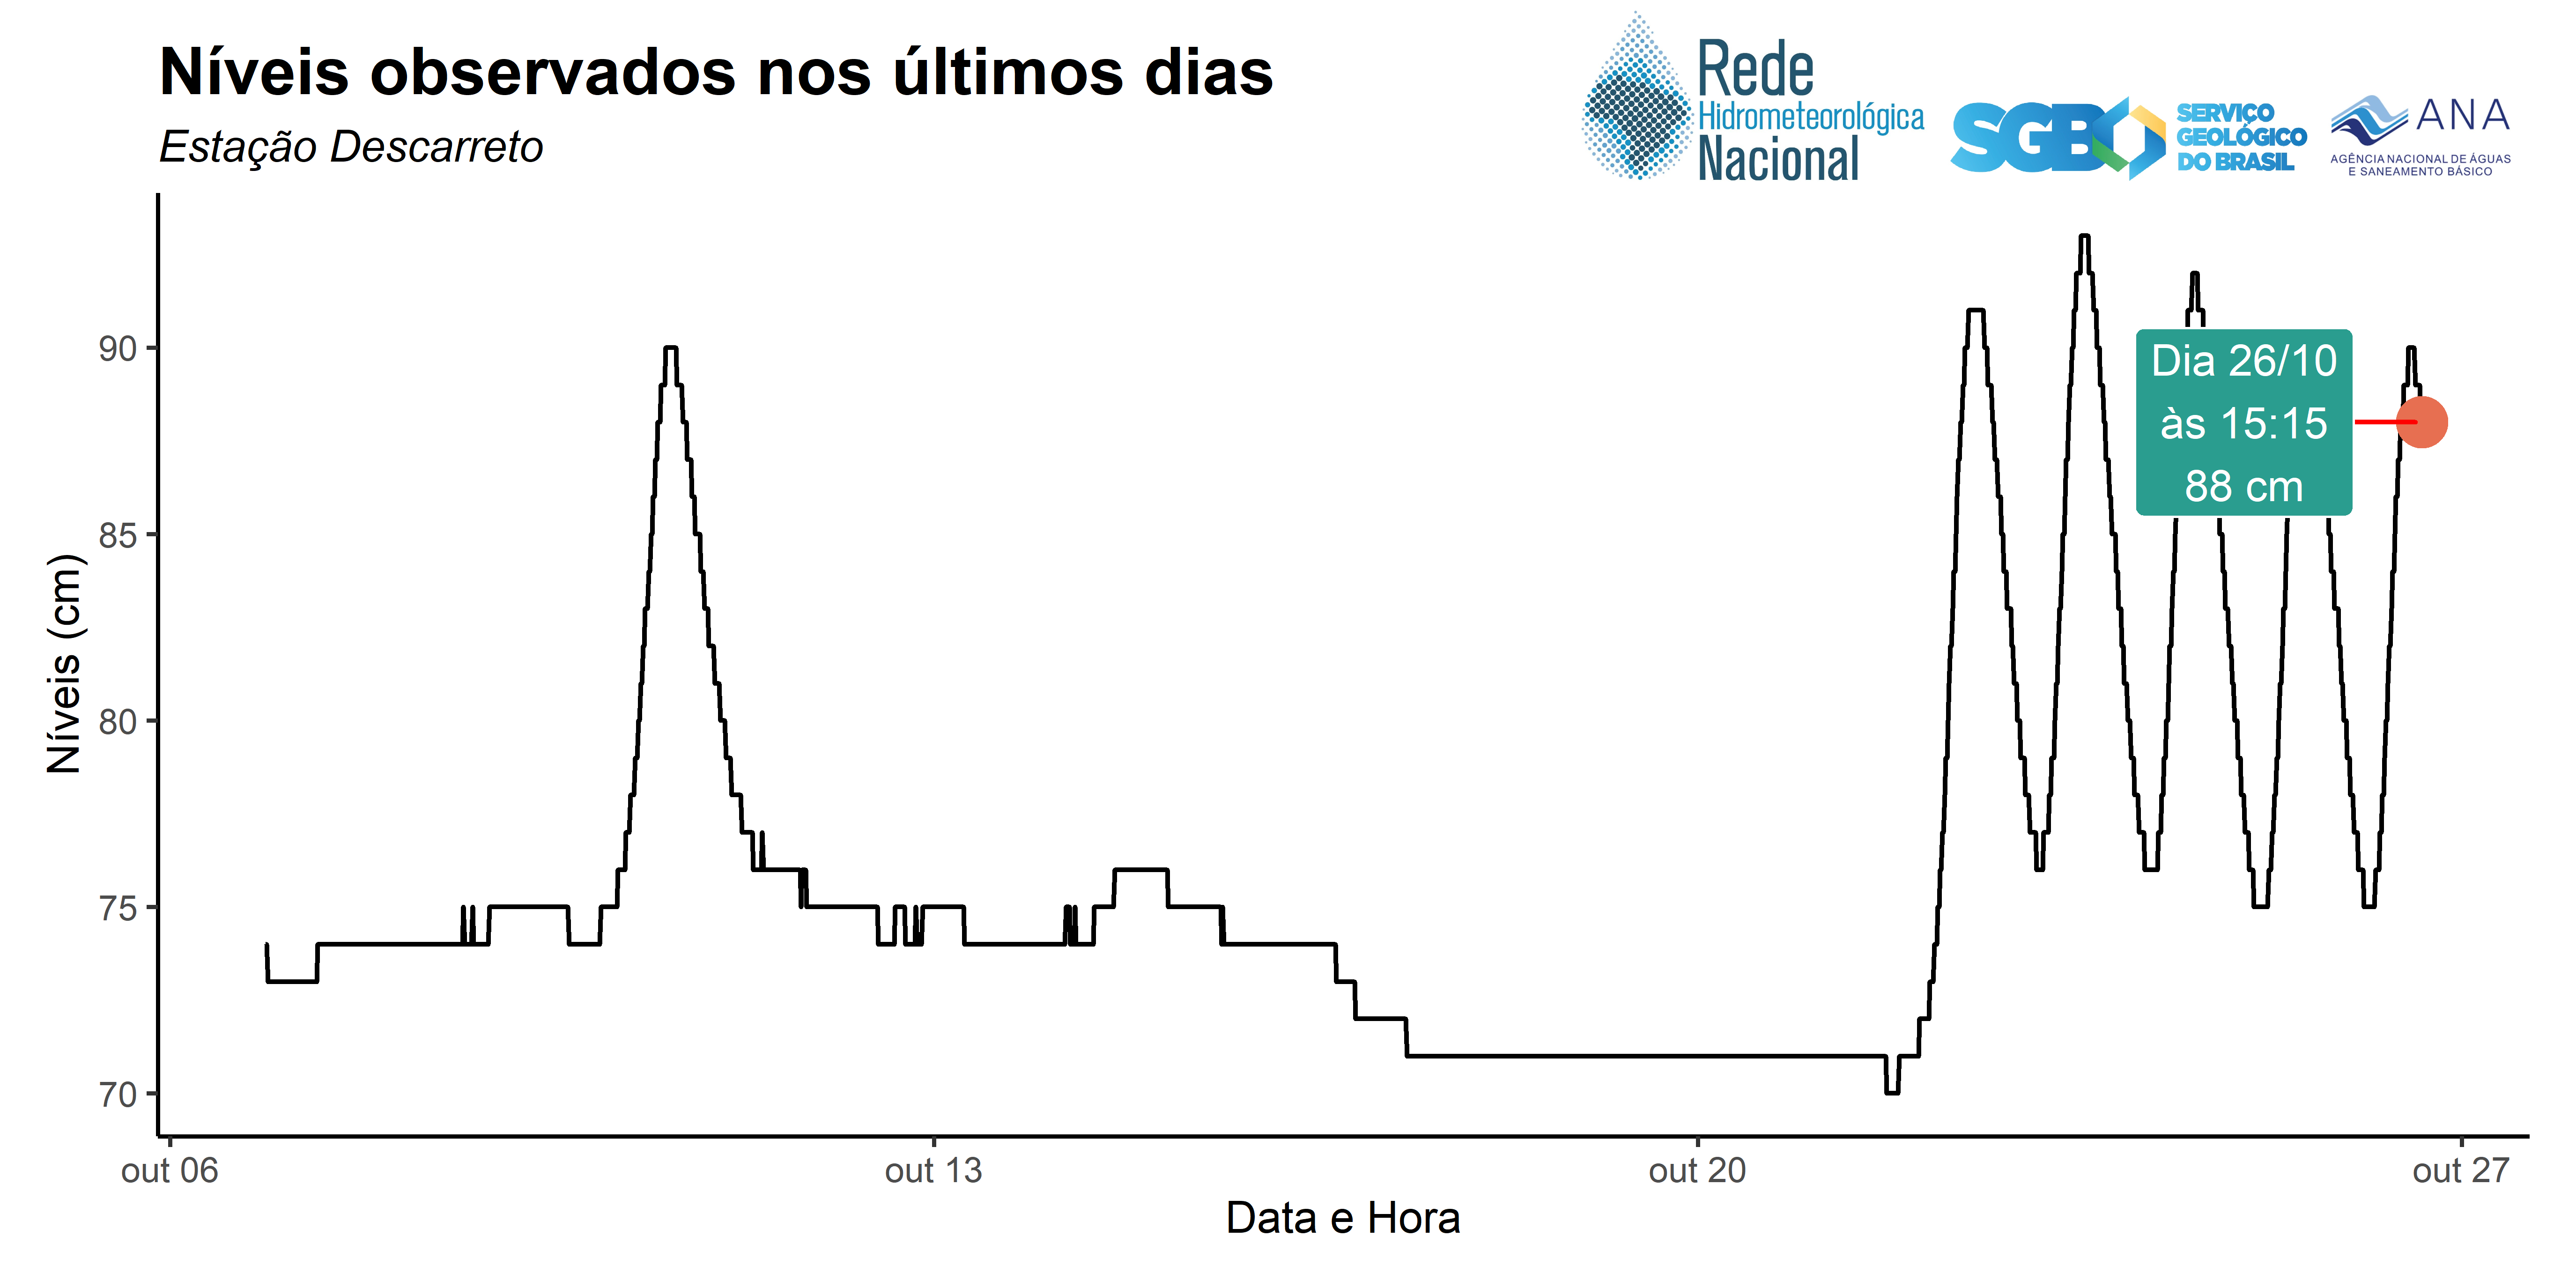 Níveis observados nos últimos dias
Estação Descarreto
Rede
Hidrometeorológica
Nacional
SGB
SERVIÇO
GEOLÓGICO
DO BRASIL
ANA
AGÊNCIA NACIONAL DE ÁGUAS
E SANEAMENTO BÁSICO
Níveis (cm)
90
85
80
75
70
Dia 26/10
às 15:15
88 cm
out 06
out 13
out 20
out 27
Data e Hora